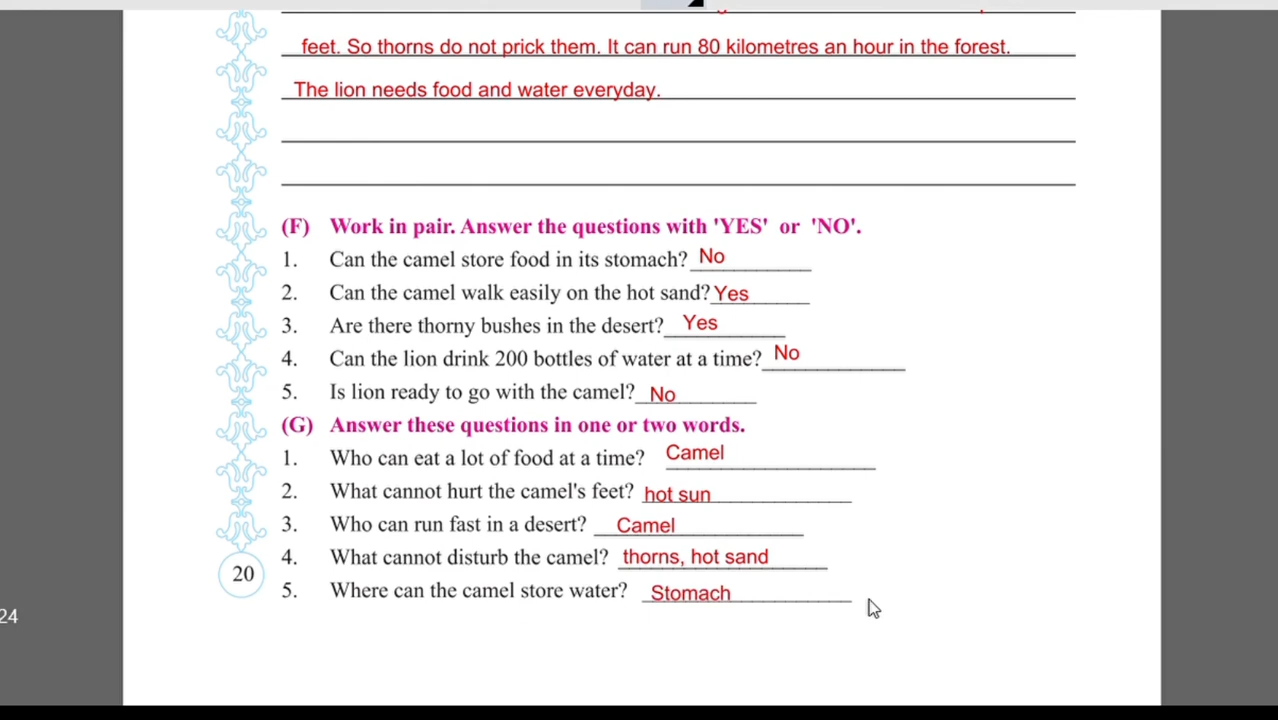 feet. So thorns do not prick them. It can run 80 kilometres an hour in the forest.
The lion needs food and water everyday.
(F) Work in pair. Answer the questions with 'YES' or 'NO'.
1. Can the camel store food in its stomach? No
2. Can the camel walk easily on the hot sand? Yes
3. Are there thorny bushes in the desert? Yes
4. Can the lion drink 200 bottles of water at a time? No
5. Is lion ready to go with the camel? No
(G) Answer these questions in one or two words.
1. Who can eat a lot of food at a time? Camel
2. What cannot hurt the camel's feet? hot sun
3. Who can run fast in a desert? Camel
4. What cannot disturb the camel? thorns, hot sand
20
5. Where can the camel store water? Stomach
24